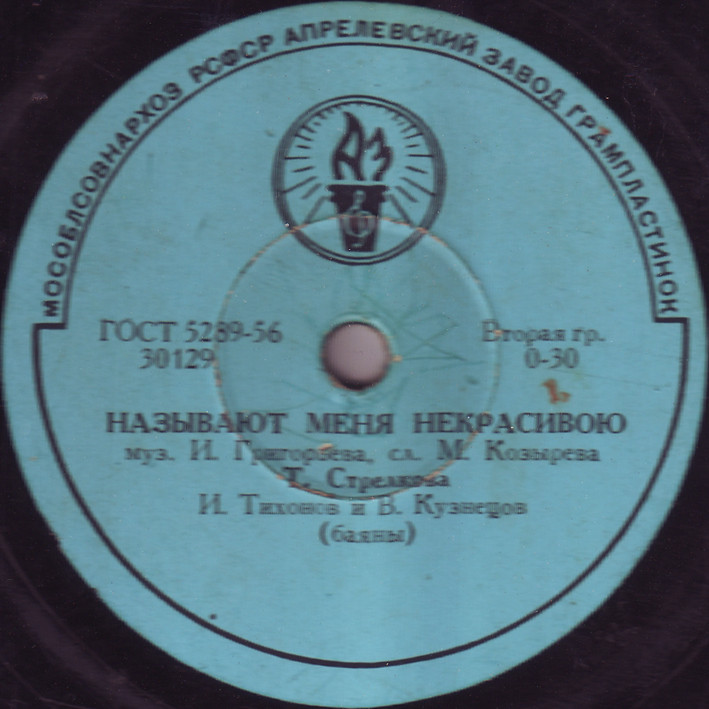 МОСОБЛСОВНАРХОЗ РСФСР АПРЕЛЕВСКИЙ ЗАВОД ГРАМПЛАСТИНОК
АЗ
ГОСТ 5289-56
30129
Вторая гр.
0-30
НАЗЫВАЮТ МЕНЯ НЕКРАСИВОЮ
муз. И. Григорьева, сл. М. Козырева
Т. Стрелкова
И. Тихонов и В. Кузнецов
(баяны)